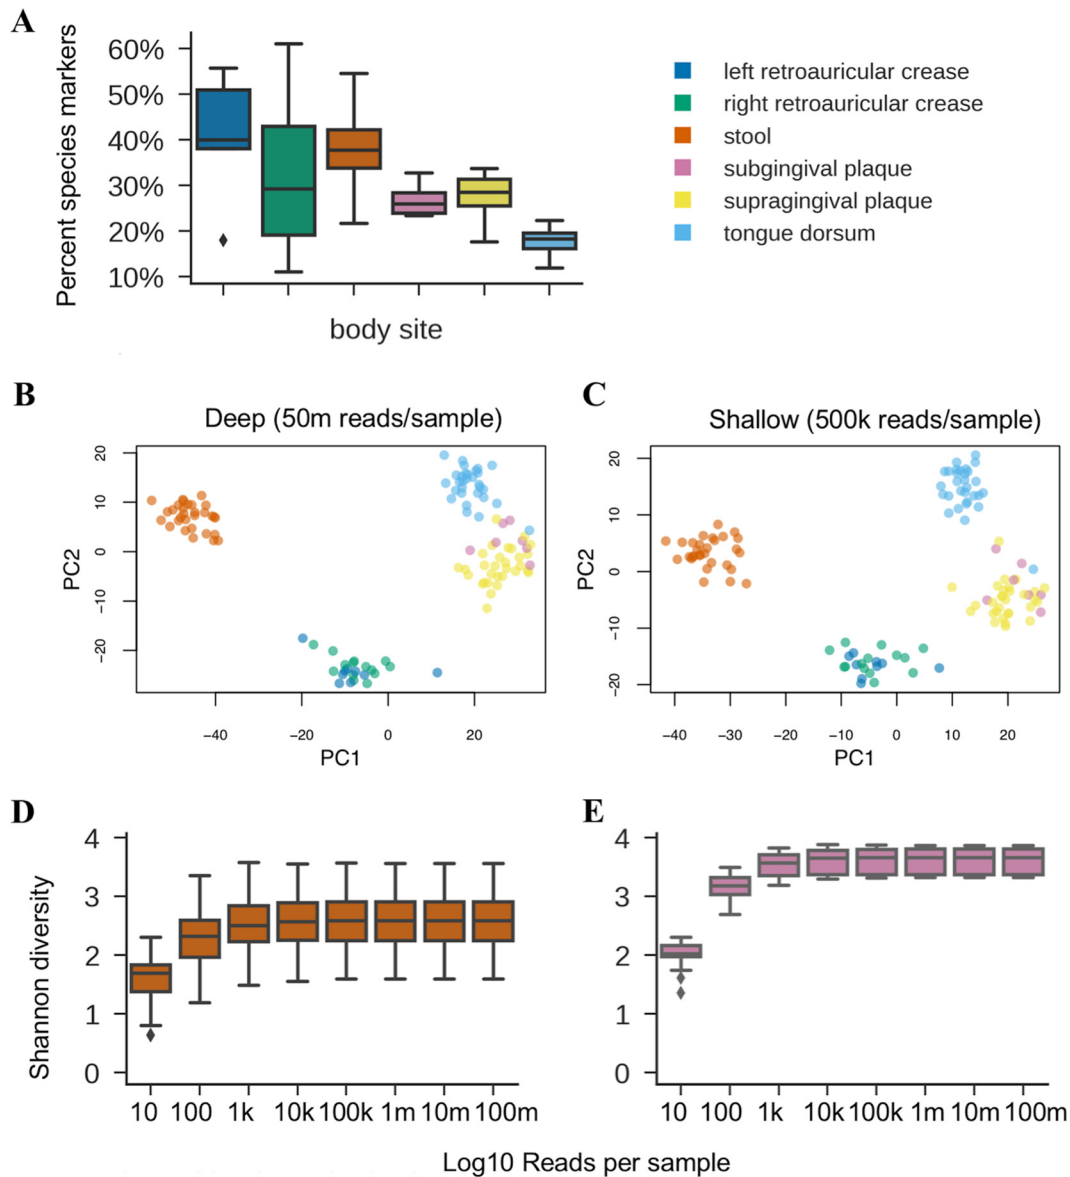 A
Percent species markers
60%
50%
40%
30%
20%
10%
body site
left retroauricular crease
right retroauricular crease
stool
subgingival plaque
supragingival plaque
tongue dorsum
B
Deep (50m reads/sample)
PC2
20
10
0
−10
−20
−40 −20 0 20
PC1
C
Shallow (500k reads/sample)
PC2
20
10
0
−10
−20
−40 −30 −10 0 10 20
PC1
D
Shannon diversity
4
3
2
1
0
10 100 1k 10k 100k 1m 10m 100m
E
4
3
2
1
0
10 100 1k 10k 100k 1m 10m 100m
Log10 Reads per sample